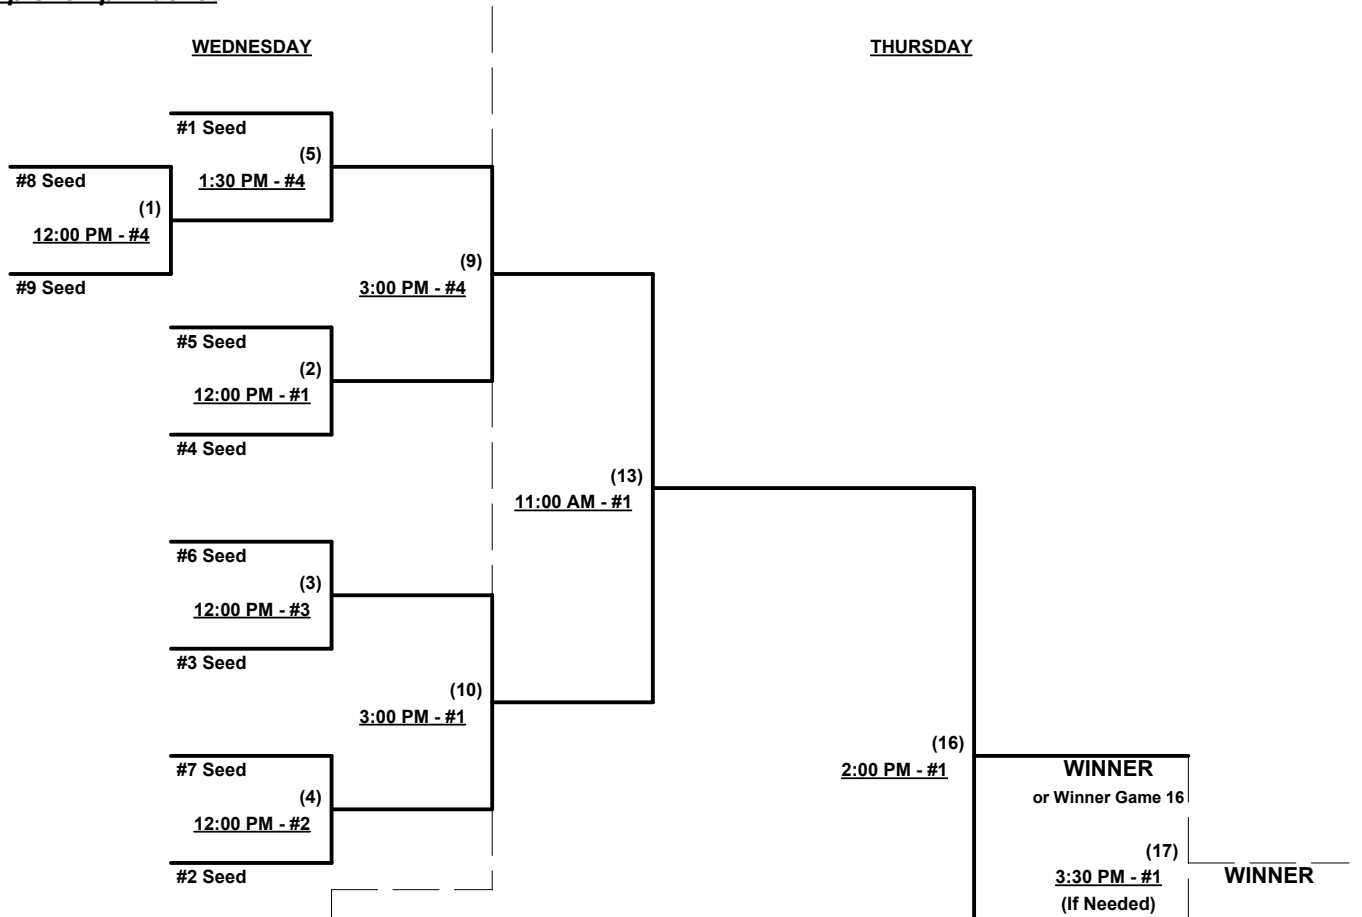 WEDNESDAY
THURSDAY
#1 Seed
(5)
1:30 PM - #4
#8 Seed
(1)
12:00 PM - #4
#9 Seed
(9)
3:00 PM - #4
#5 Seed
(2)
12:00 PM - #1
#4 Seed
(13)
11:00 AM - #1
#6 Seed
(3)
12:00 PM - #3
#3 Seed
(10)
3:00 PM - #1
#7 Seed
(4)
12:00 PM - #2
#2 Seed
(16)
2:00 PM - #1
WINNER
or Winner Game 16
(17)
3:30 PM - #1
(If Needed)
WINNER